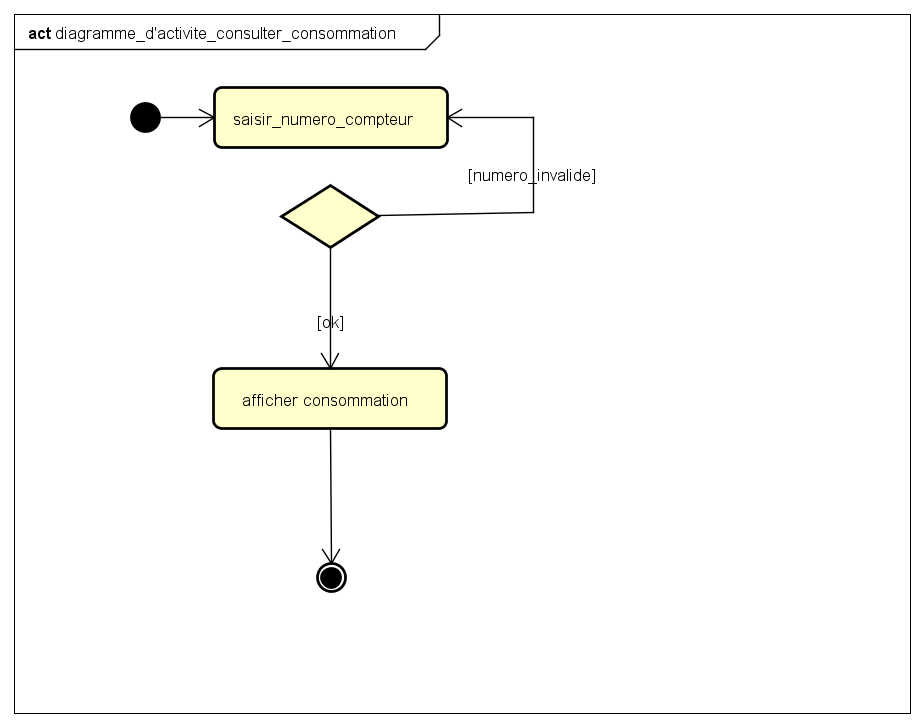 act diagramme_d'activite_consulter_consommation
saisir_numero_compteur
[numero_invalide]
[ok]
afficher consommation